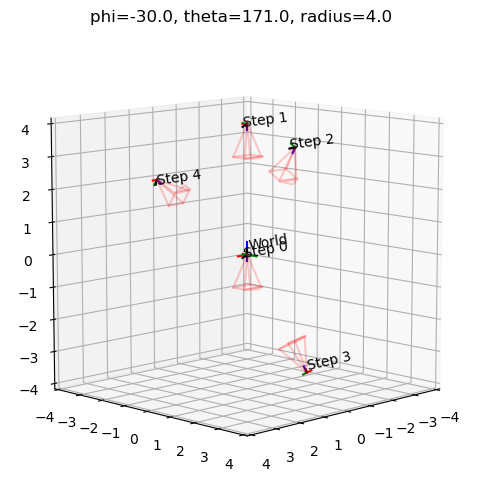 phi=-30.0, theta=171.0, radius=4.0
4
3
2
1
0
−1
−2
−3
−4
Step 1
Step 2
Step 4
World
Step 0
Step 3
−4 −3 −2 −1 0 1 2 3 4
4 3 2 1 0 −1 −2 −3 −4